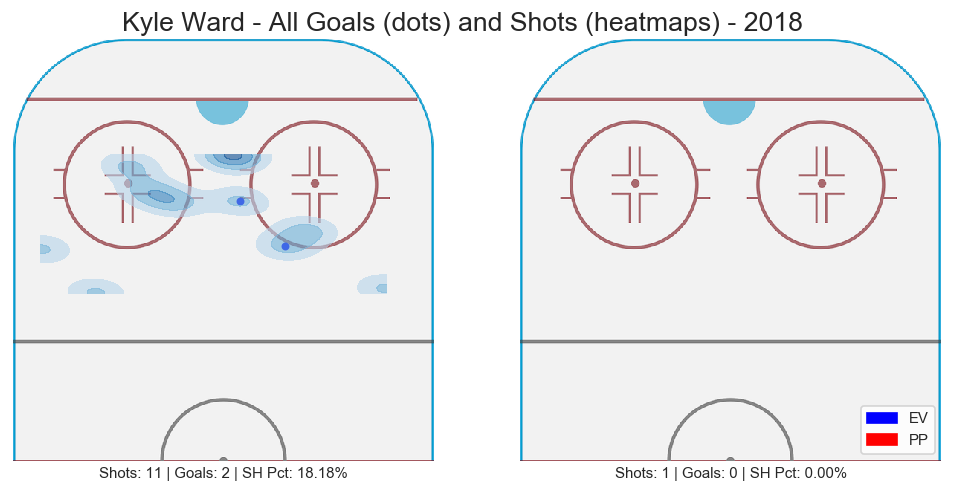 Kyle Ward - All Goals (dots) and Shots (heatmaps) - 2018
EV
PP
Shots: 11 | Goals: 2 | SH Pct: 18.18%
Shots: 1 | Goals: 0 | SH Pct: 0.00%